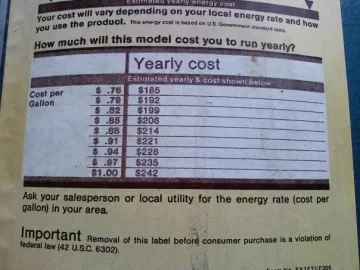 Estimated yearly energy cost
Your cost will vary depending on your local energy rate and how
you use the product. This energy cost is based on U.S. Government standard tests.
How much will this model cost you to run yearly?
Yearly cost
Estimated yearly $ cost shown below
Cost per
Gallon
$ .76 $185
$ .79 $192
$ .82 $199
$ .85 $206
$ .88 $214
$ .91 $221
$ .94 $228
$ .97 $235
$1.00 $242
Ask your salesperson or local utility for the energy rate (cost per
gallon) in your area.
Important Removal of this label before consumer purchase is a violation of
federal law (42 U.S.C. 6302).